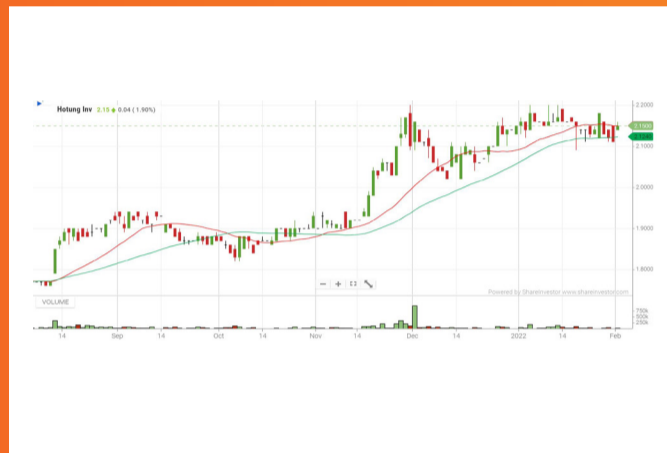 Hotung Inv 2.15 0.04 (1.90%)
2.2000
2.1500
2.1241
2.1000
2.0000
1.9000
1.8000
Powered by ShareInvestor www.shareinvestor.com
VOLUME
750k
500k
250k
14 Sep 14 Oct 14 Nov 14 Dec 14 2022 14 Feb